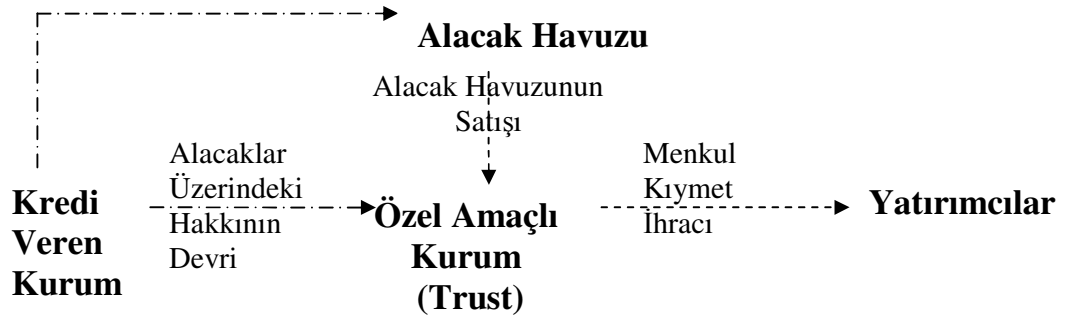 Alacak Havuzu
Alacak Havuzunun
Satışı
Alacaklar
Üzerindeki
Hakkının
Devri
Menkul
Kıymet
İhracı
Kredi
Veren
Kurum
Özel Amaçlı
Kurum
(Trust)
Yatırımcılar